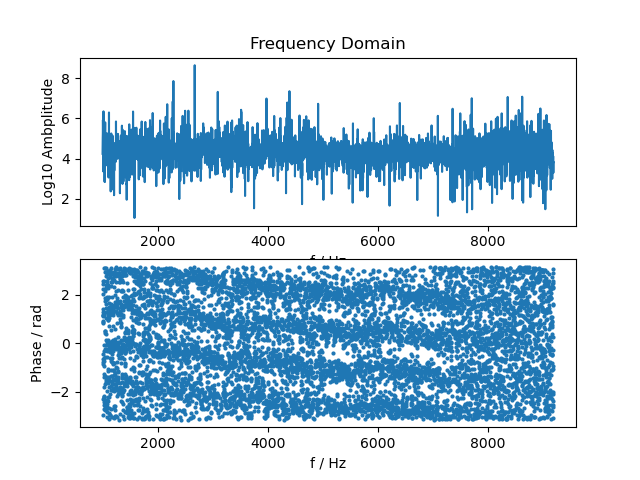 Frequency Domain
Log10 Ambplitude
8
6
4
2
2000 4000 6000 8000
f / Hz
Phase / rad
2
0
−2
2000 4000 6000 8000
f / Hz